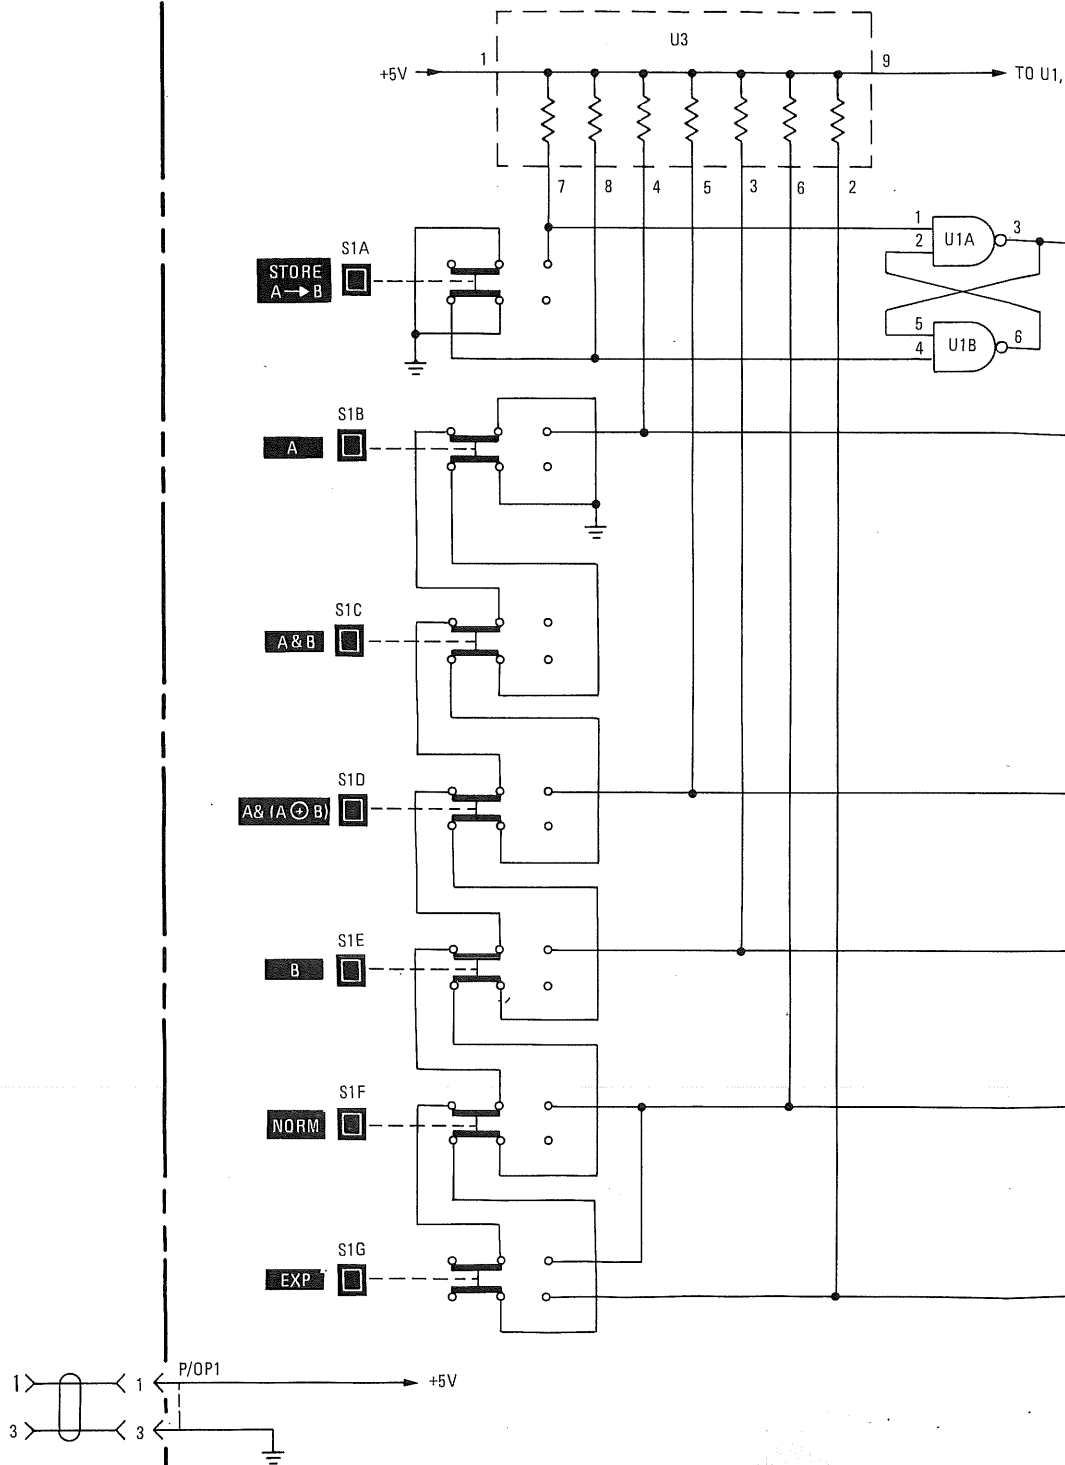 U3
+5V 1 9 TO U1,
7 8 4 5 3 6 2
1 U1A 3
2
5 U1B 6
4
S1A
STORE
A→B
S1B
A
S1C
A&B
S1D
A&(A⊕B)
S1E
B
S1F
NORM
S1G
EXP
P/OP1
1 1 +5V
3 3